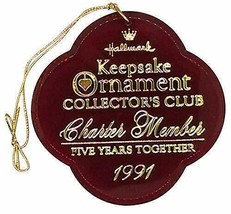 Hallmark
Keepsake
Ornament
COLLECTOR'S CLUB
Charter Member
FIVE YEARS TOGETHER
1991